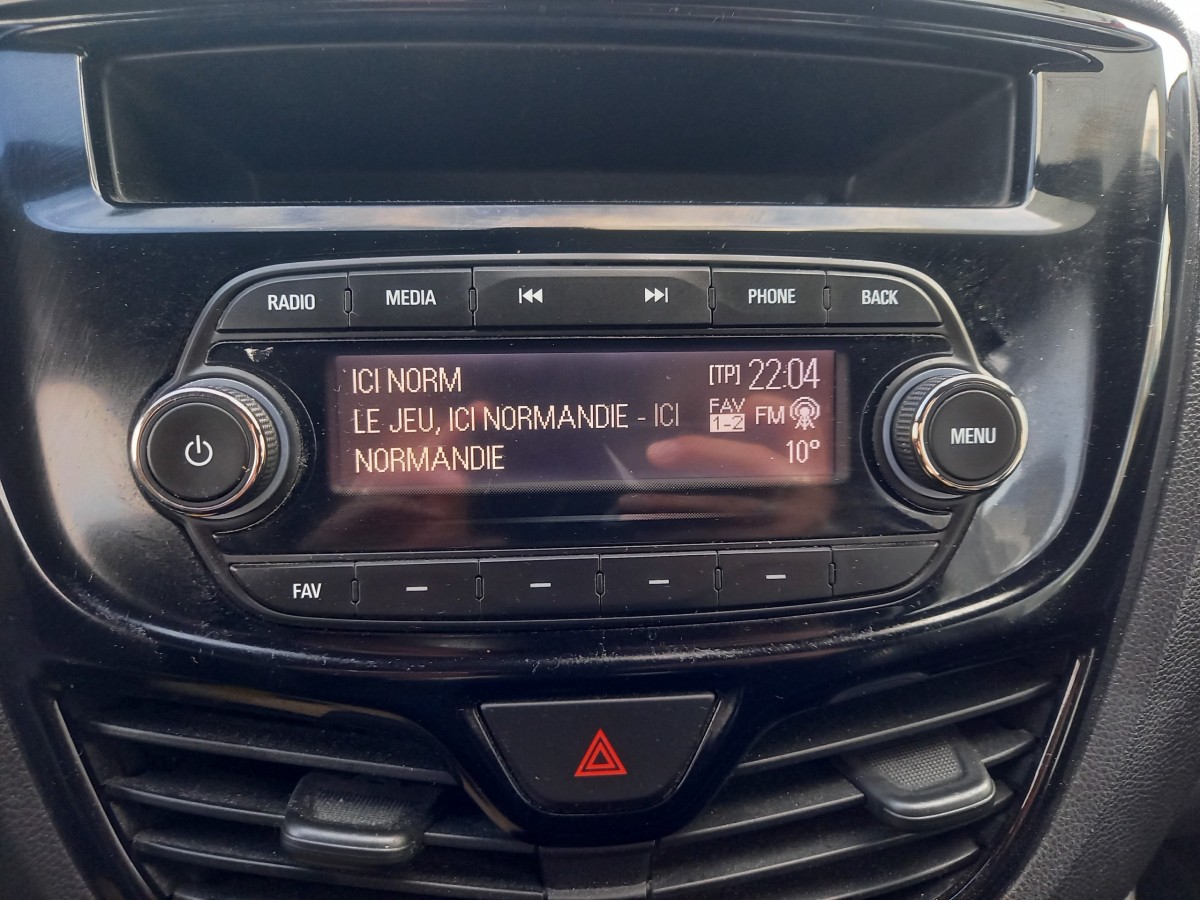 RADIO MEDIA PHONE BACK
ICI NORM [TP] 22:04
LE JEU, ICI NORMANDIE - ICI FAV 1-2 FM
NORMANDIE 10°
MENU
FAV